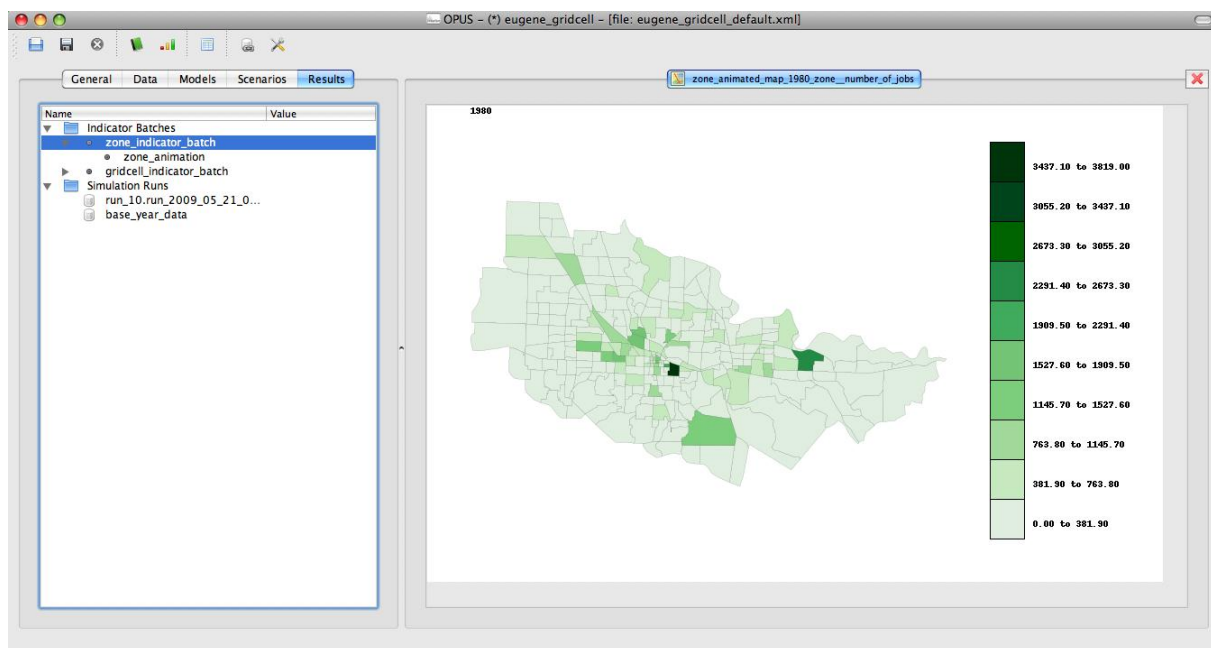 OPUS – (*) eugene_gridcell – [file: eugene_gridcell_default.xml]
General Data Models Scenarios Results
zone_animated_map_1980_zone__number_of_jobs
Name Value
Indicator Batches
zone_indicator_batch
zone_animation
gridcell_indicator_batch
Simulation Runs
run_10.run_2009_05_21_0...
base_year_data
1980
3437.10 to 3819.00
3055.20 to 3437.10
2673.30 to 3055.20
2291.40 to 2673.30
1909.50 to 2291.40
1527.60 to 1909.50
1145.70 to 1527.60
763.80 to 1145.70
381.90 to 763.80
0.00 to 381.90